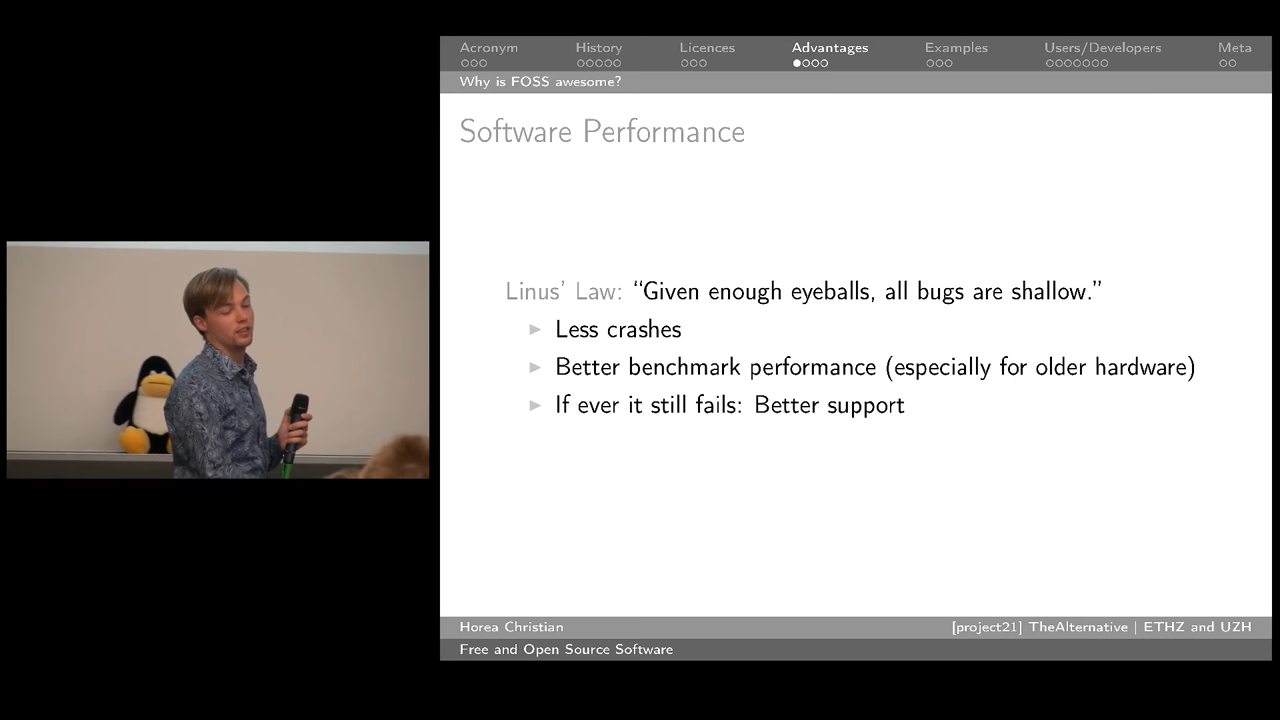 Acronym History Licences Advantages Examples Users/Developers Meta
Why is FOSS awesome?
Software Performance
Linus' Law: “Given enough eyeballs, all bugs are shallow.”
Less crashes
Better benchmark performance (especially for older hardware)
If ever it still fails: Better support
Horea Christian [project21] TheAlternative | ETHZ and UZH
Free and Open Source Software